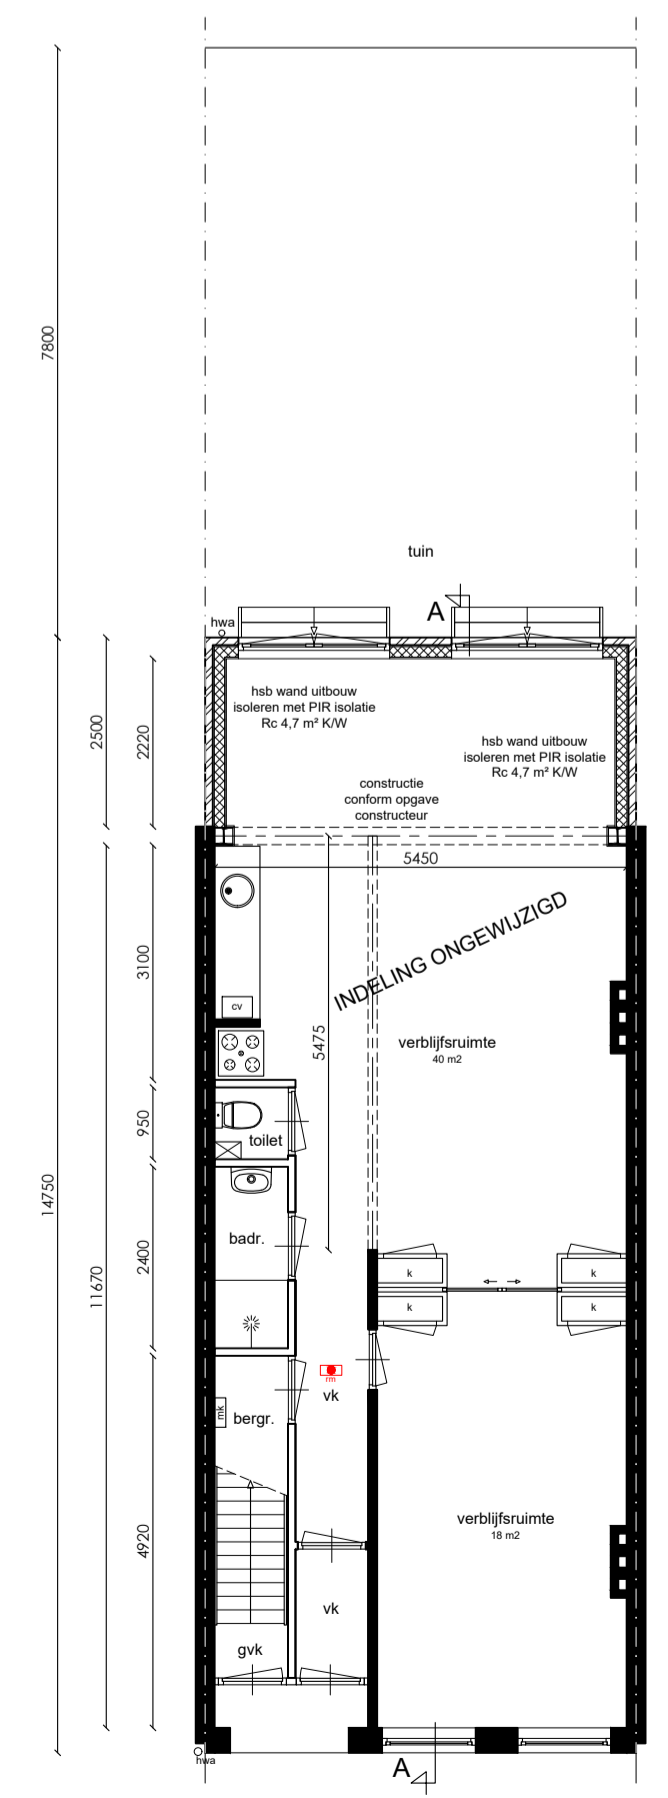 7800
tuin
A
hwa
hsb wand uitbouw
isoleren met PIR isolatie
Rc 4,7 m² K/W
2500
2220
hsb wand uitbouw
isoleren met PIR isolatie
Rc 4,7 m² K/W
constructie
conform opgave
constructeur
5450
INDELING ONGEWIJZIGD
3100
cv
5475
verblijfsruimte
40 m2
950
toilet
14750
11670
2400
badr.
k
k
k
k
rm
vk
mk
bergr.
4920
verblijfsruimte
18 m2
vk
gvk
hwa
A